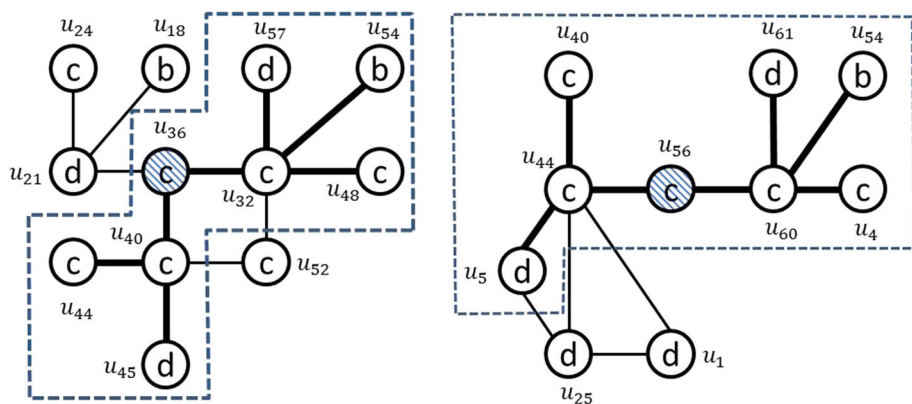 u24 u18 u57 u54
c b d b
u36
u21 d c c c
u32 u48
u40
c c c u52
u44
u45 d
u40 u61 u54
c d b
u44 u56
c c c c
u60 u4
u5 d
d d u1
u25